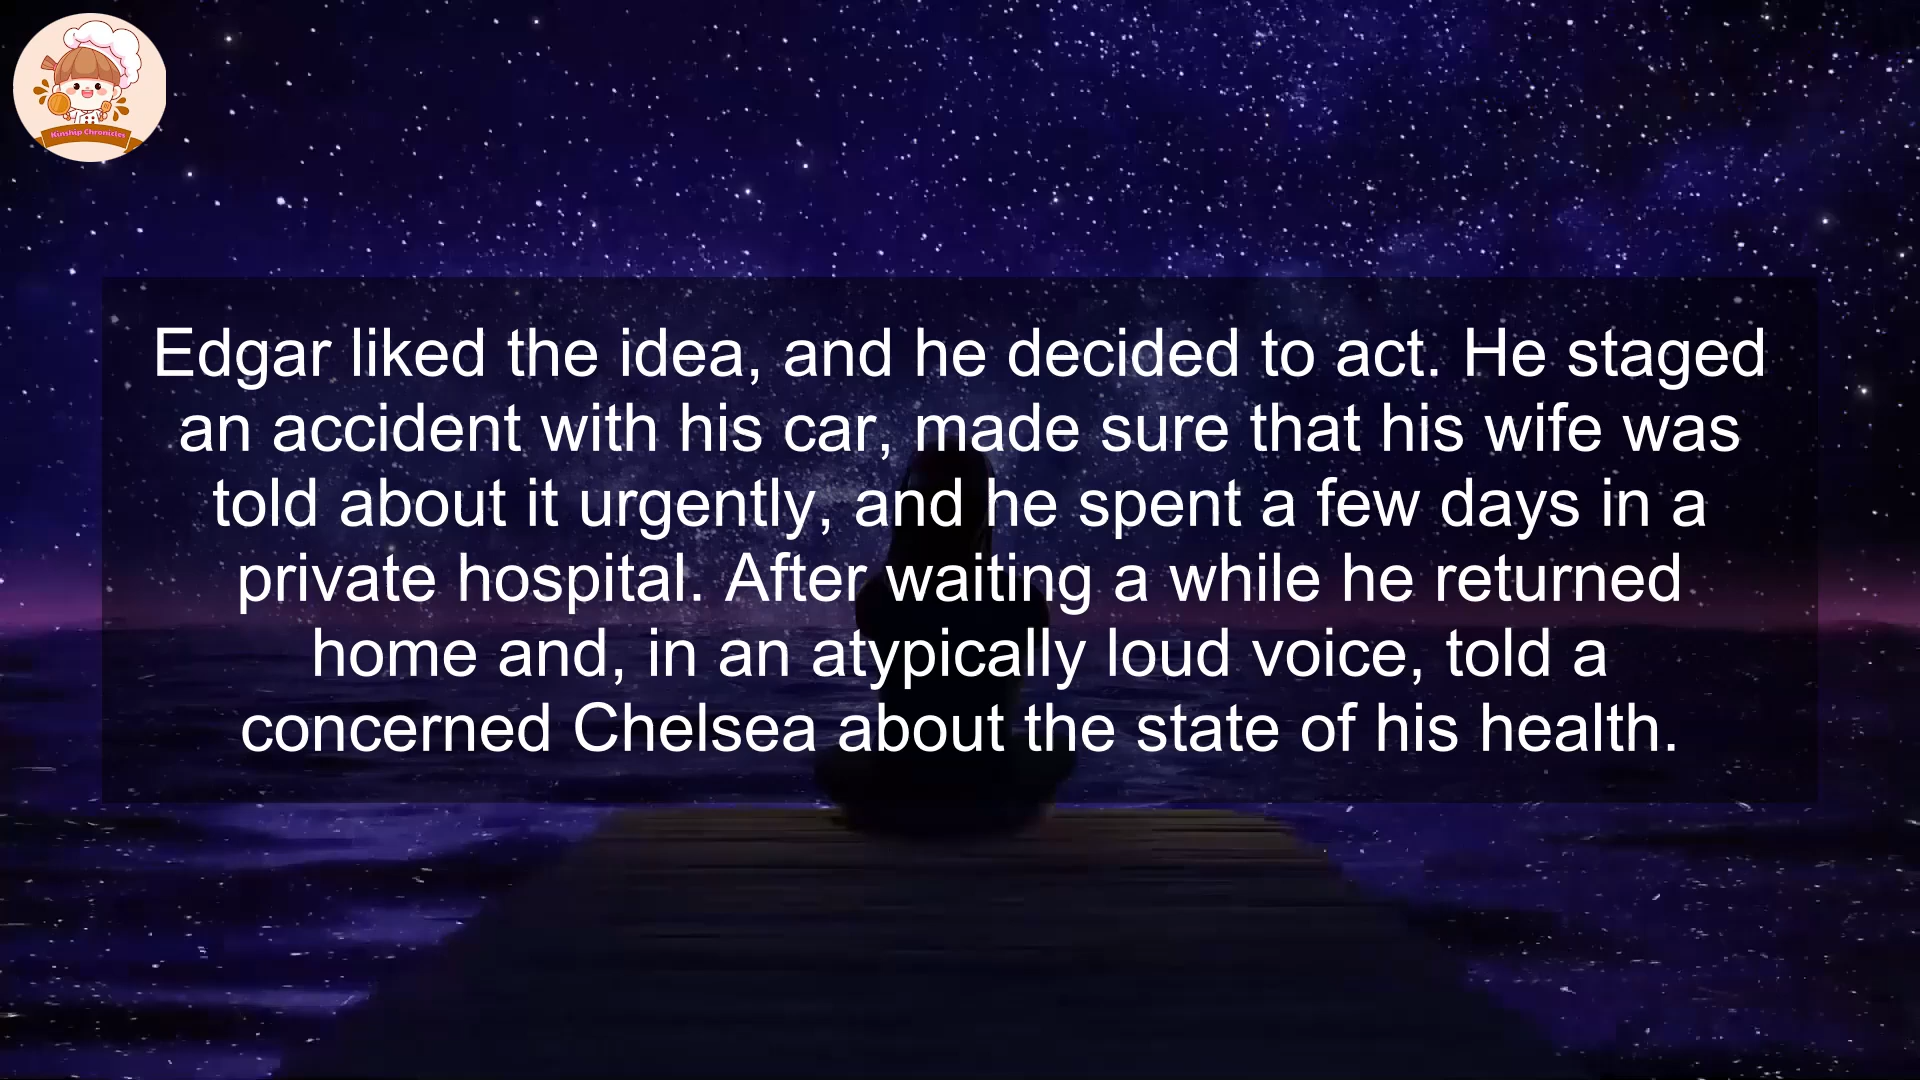 Kinship Chronicles
Edgar liked the idea, and he decided to act. He staged
an accident with his car, made sure that his wife was
told about it urgently, and he spent a few days in a
private hospital. After waiting a while he returned
home and, in an atypically loud voice, told a
concerned Chelsea about the state of his health.